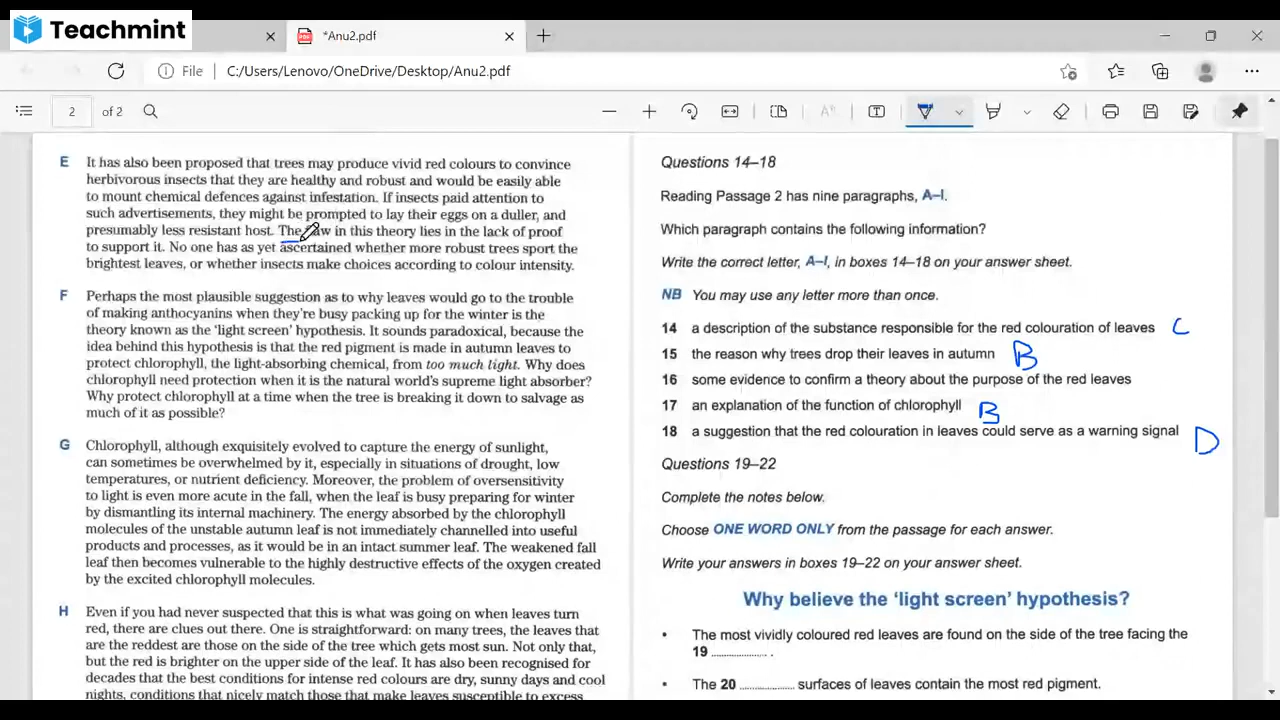 Teachmint
*Anu2.pdf
File C:/Users/Lenovo/OneDrive/Desktop/Anu2.pdf
2 of 2
E It has also been proposed that trees may produce vivid red colours to convince
herbivorous insects that they are healthy and robust and would be easily able
to mount chemical defences against infestation. If insects paid attention to
such advertisements, they might be prompted to lay their eggs on a duller, and
presumably less resistant host. The in this theory lies in the lack of proof
to support it. No one has as yet ascertained whether more robust trees sport the
brightest leaves, or whether insects make choices according to colour intensity.
F Perhaps the most plausible suggestion as to why leaves would go to the trouble
of making anthocyanins when they're busy packing up for the winter is the
theory known as the 'light screen' hypothesis. It sounds paradoxical, because the
idea behind this hypothesis is that the red pigment is made in autumn leaves to
protect chlorophyll, the light-absorbing chemical, from too much light. Why does
chlorophyll need protection when it is the natural world's supreme light absorber?
Why protect chlorophyll at a time when the tree is breaking it down to salvage as
much of it as possible?
G Chlorophyll, although exquisitely evolved to capture the energy of sunlight,
can sometimes be overwhelmed by it, especially in situations of drought, low
temperatures, or nutrient deficiency. Moreover, the problem of oversensitivity
to light is even more acute in the fall, when the leaf is busy preparing for winter
by dismantling its internal machinery. The energy absorbed by the chlorophyll
molecules of the unstable autumn leaf is not immediately channelled into useful
products and processes, as it would be in an intact summer leaf. The weakened fall
leaf then becomes vulnerable to the highly destructive effects of the oxygen created
by the excited chlorophyll molecules.
H Even if you had never suspected that this is what was going on when leaves turn
red, there are clues out there. One is straightforward: on many trees, the leaves that
are the reddest are those on the side of the tree which gets most sun. Not only that,
but the red is brighter on the upper side of the leaf. It has also been recognised for
decades that the best conditions for intense red colours are dry, sunny days and cool
nights, conditions that nicely match those that make leaves susceptible to excess
Questions 14–18
Reading Passage 2 has nine paragraphs, A–I.
Which paragraph contains the following information?
Write the correct letter, A–I, in boxes 14–18 on your answer sheet.
NB You may use any letter more than once.
14 a description of the substance responsible for the red colouration of leaves C
15 the reason why trees drop their leaves in autumn B
16 some evidence to confirm a theory about the purpose of the red leaves
17 an explanation of the function of chlorophyll B
18 a suggestion that the red colouration in leaves could serve as a warning signal D
Questions 19–22
Complete the notes below.
Choose ONE WORD ONLY from the passage for each answer.
Write your answers in boxes 19–22 on your answer sheet.
Why believe the 'light screen' hypothesis?
• The most vividly coloured red leaves are found on the side of the tree facing the
19 .................... .
• The 20 .................... surfaces of leaves contain the most red pigment.